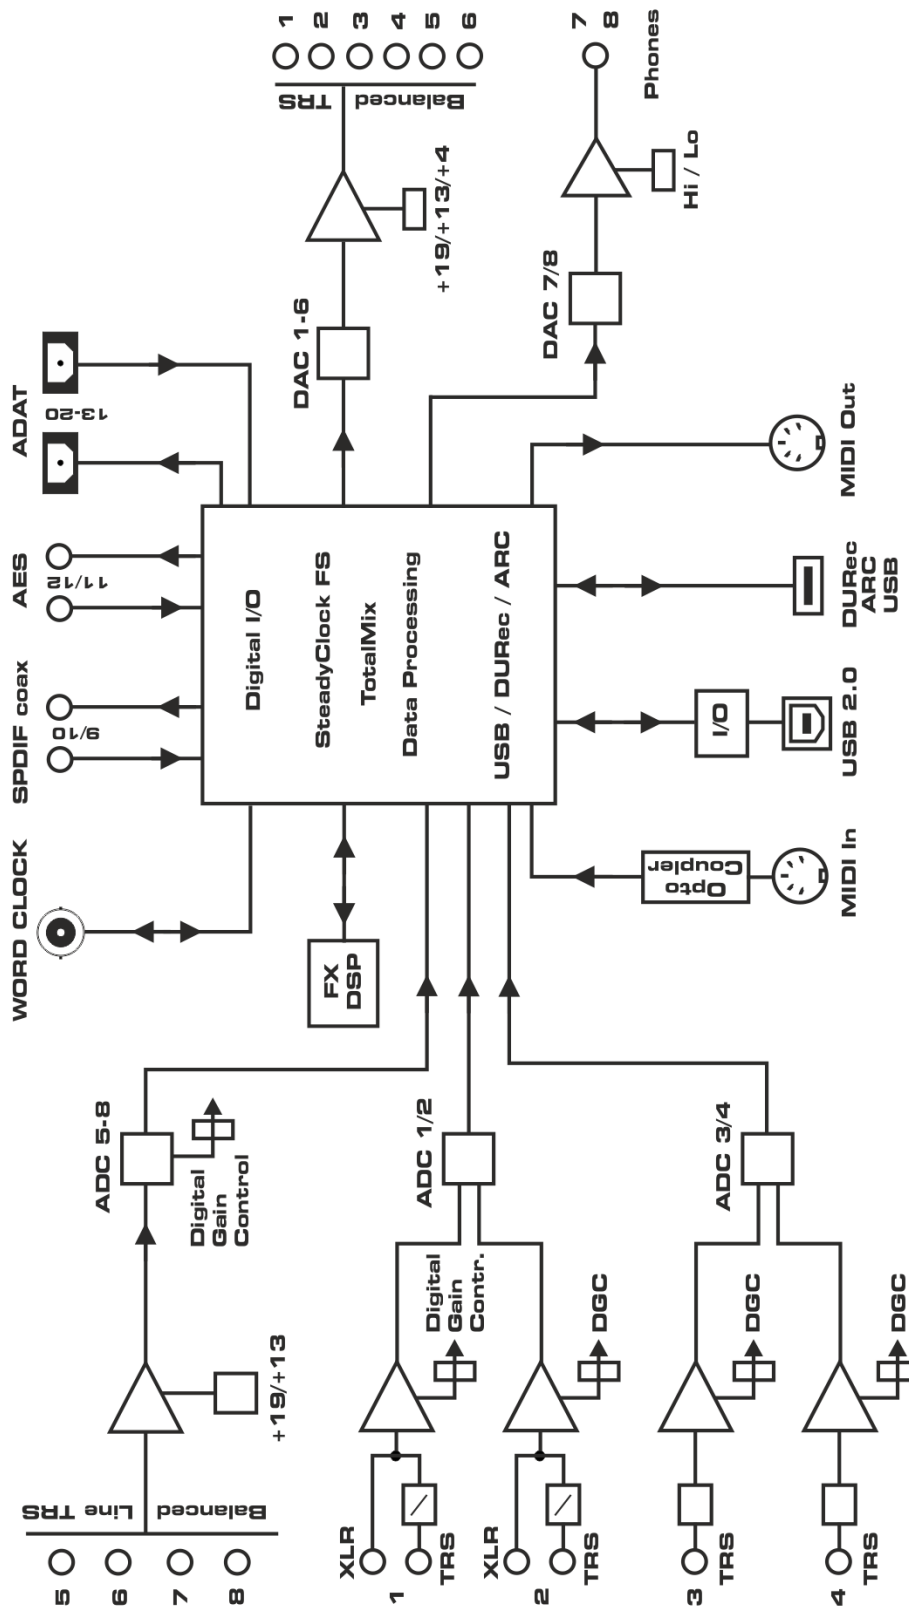 1
2
3
4
5
6
TRS
Balanced
+19/+13/+4
DAC 1-6
7
8
Phones
Hi / Lo
DAC 7/8
ADAT
13-20
AES
11/12
SPDIF coax
9/10
WORD CLOCK
Digital I/O
SteadyClock FS
TotalMix
Data Processing
USB / DURec / ARC
MIDI Out
DURec
ARC
USB
I/O
USB 2.0
Opto
Coupler
MIDI In
FX
DSP
ADC 5-8
Digital
Gain
Control
+19/+13
Line TRS
Balanced
5
6
7
8
ADC 1/2
Digital
Gain
Contr.
DGC
XLR
1
TRS
XLR
2
TRS
ADC 3/4
DGC
DGC
3
TRS
4
TRS